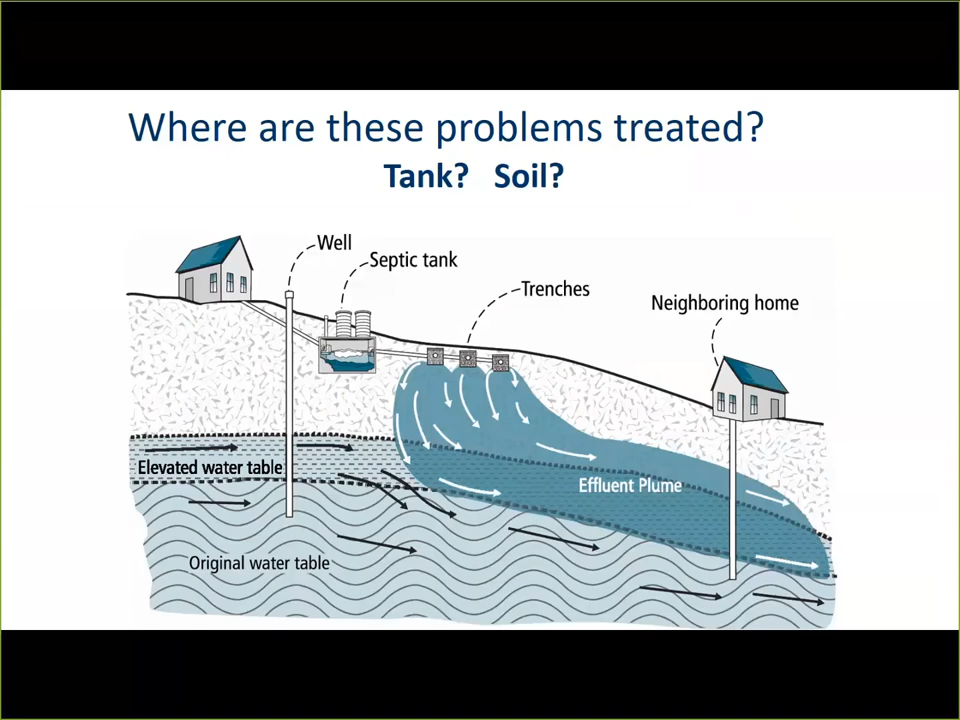 Where are these problems treated?
Tank? Soil?
Well
Septic tank
Trenches
Neighboring home
Elevated water table
Effluent Plume
Original water table